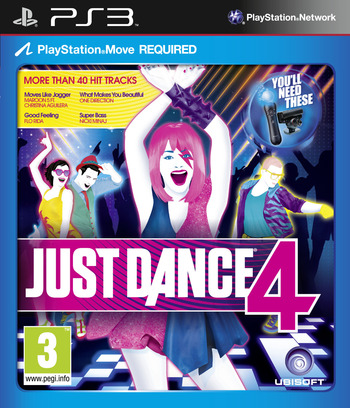 PS3
PlayStation®Network
PlayStation®Move REQUIRED
MORE THAN 40 HIT TRACKS
Moves Like Jagger
MAROON 5 FT.
CHRISTINA AGUILERA
What Makes You Beautiful
ONE DIRECTION
Good Feeling
FLO RIDA
Super Bass
NICKI MINAJ
YOU'LL
NEED
THESE
JUST DANCE® 4
3
www.pegi.info
UBISOFT